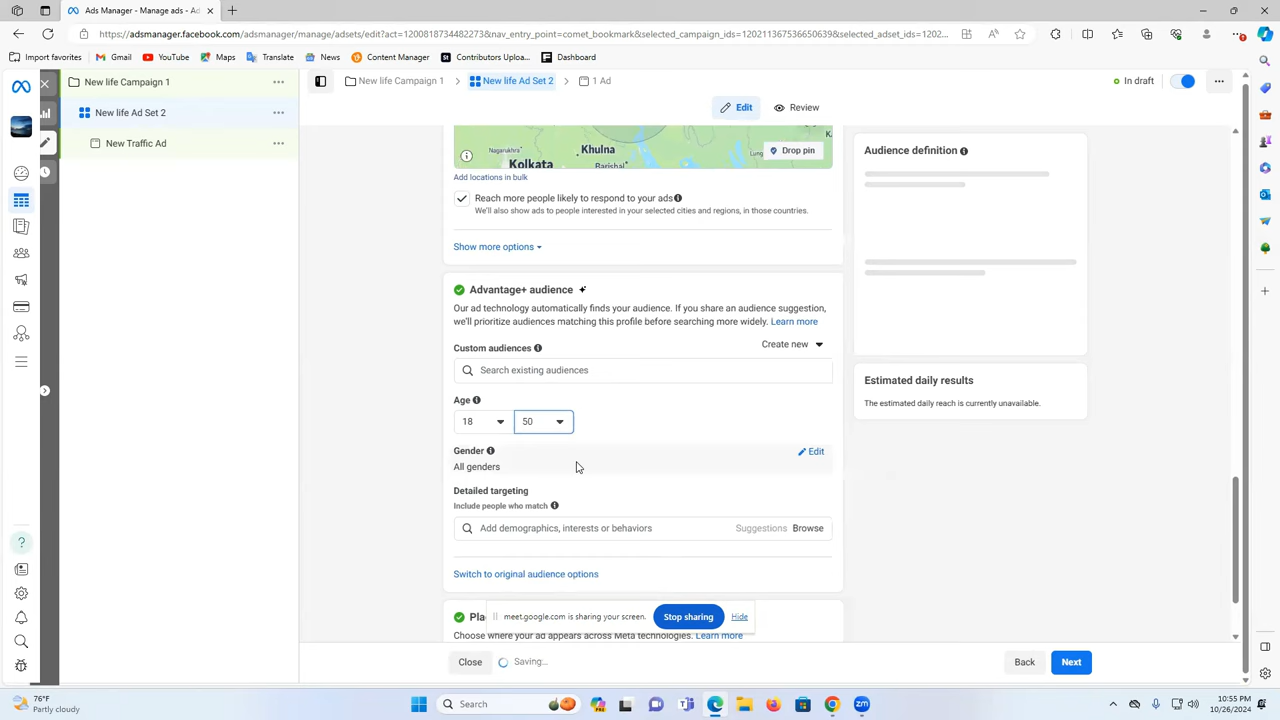 Ads Manager - Manage ads - Ad
https://adsmanager.facebook.com/adsmanager/manage/adsets/edit?act=1200818734482273&nav_entry_point=comet_bookmark&selected_campaign_ids=120211367536650639&selected_adset_ids=1202...
Import favorites
Gmail
YouTube
Maps
Translate
News
Content Manager
Shutterstock Contributors Upl...
Dashboard
New life Campaign 1
New life Ad Set 2
New Traffic Ad
New life Campaign 1
New life Ad Set 2
1 Ad
In draft
Edit
Review
Nagarukhra
Khulna
Kolkata
Barishal
Lung
Drop pin
Add locations in bulk
Reach more people likely to respond to your ads
We'll also show ads to people interested in your selected cities and regions, in those countries.
Show more options
Advantage+ audience
Our ad technology automatically finds your audience. If you share an audience suggestion,
we'll prioritize audiences matching this profile before searching more widely. Learn more
Custom audiences
Create new
Search existing audiences
Age
18
50
Gender
Edit
All genders
Detailed targeting
Include people who match
Add demographics, interests or behaviors
Suggestions
Browse
Switch to original audience options
Pla
Choose where your ad appears across Meta technologies. Learn more
meet.google.com is sharing your screen.
Stop sharing
Hide
Close
Saving...
Back
Next
Audience definition
Estimated daily results
The estimated daily reach is currently unavailable.
76°F
Partly cloudy
Search
10:55 PM
10/26/2024